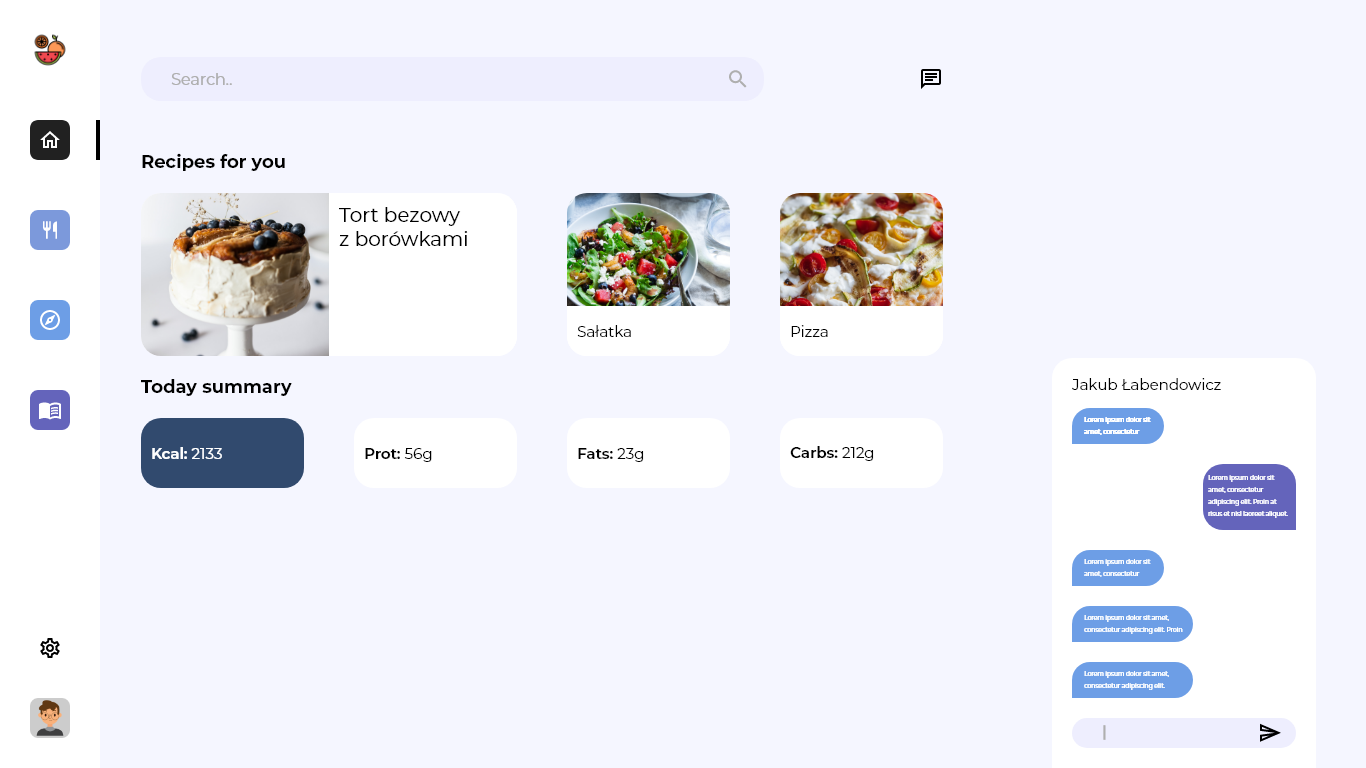 Search..
Recipes for you
Tort bezowy
z borówkami
Sałatka
Pizza
Today summary
Kcal: 2133
Prot: 56g
Fats: 23g
Carbs: 212g
Jakub Łabendowicz
Lorem ipsum dolor sit
amet, consectetur
Lorem ipsum dolor sit
amet, consectetur
adipiscing elit. Proin at
risus et nisl laoreet aliquet.
Lorem ipsum dolor sit
amet, consectetur
Lorem ipsum dolor sit amet,
consectetur adipiscing elit. Proin
Lorem ipsum dolor sit amet,
consectetur adipiscing elit.